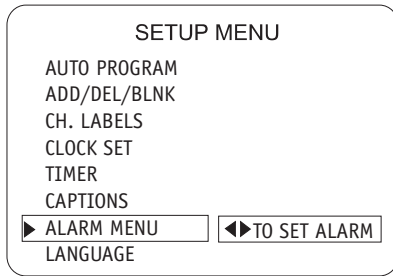 SETUP MENU
AUTO PROGRAM
ADD/DEL/BLNK
CH. LABELS
CLOCK SET
TIMER
CAPTIONS
▶ ALARM MENU ◀▶TO SET ALARM
LANGUAGE